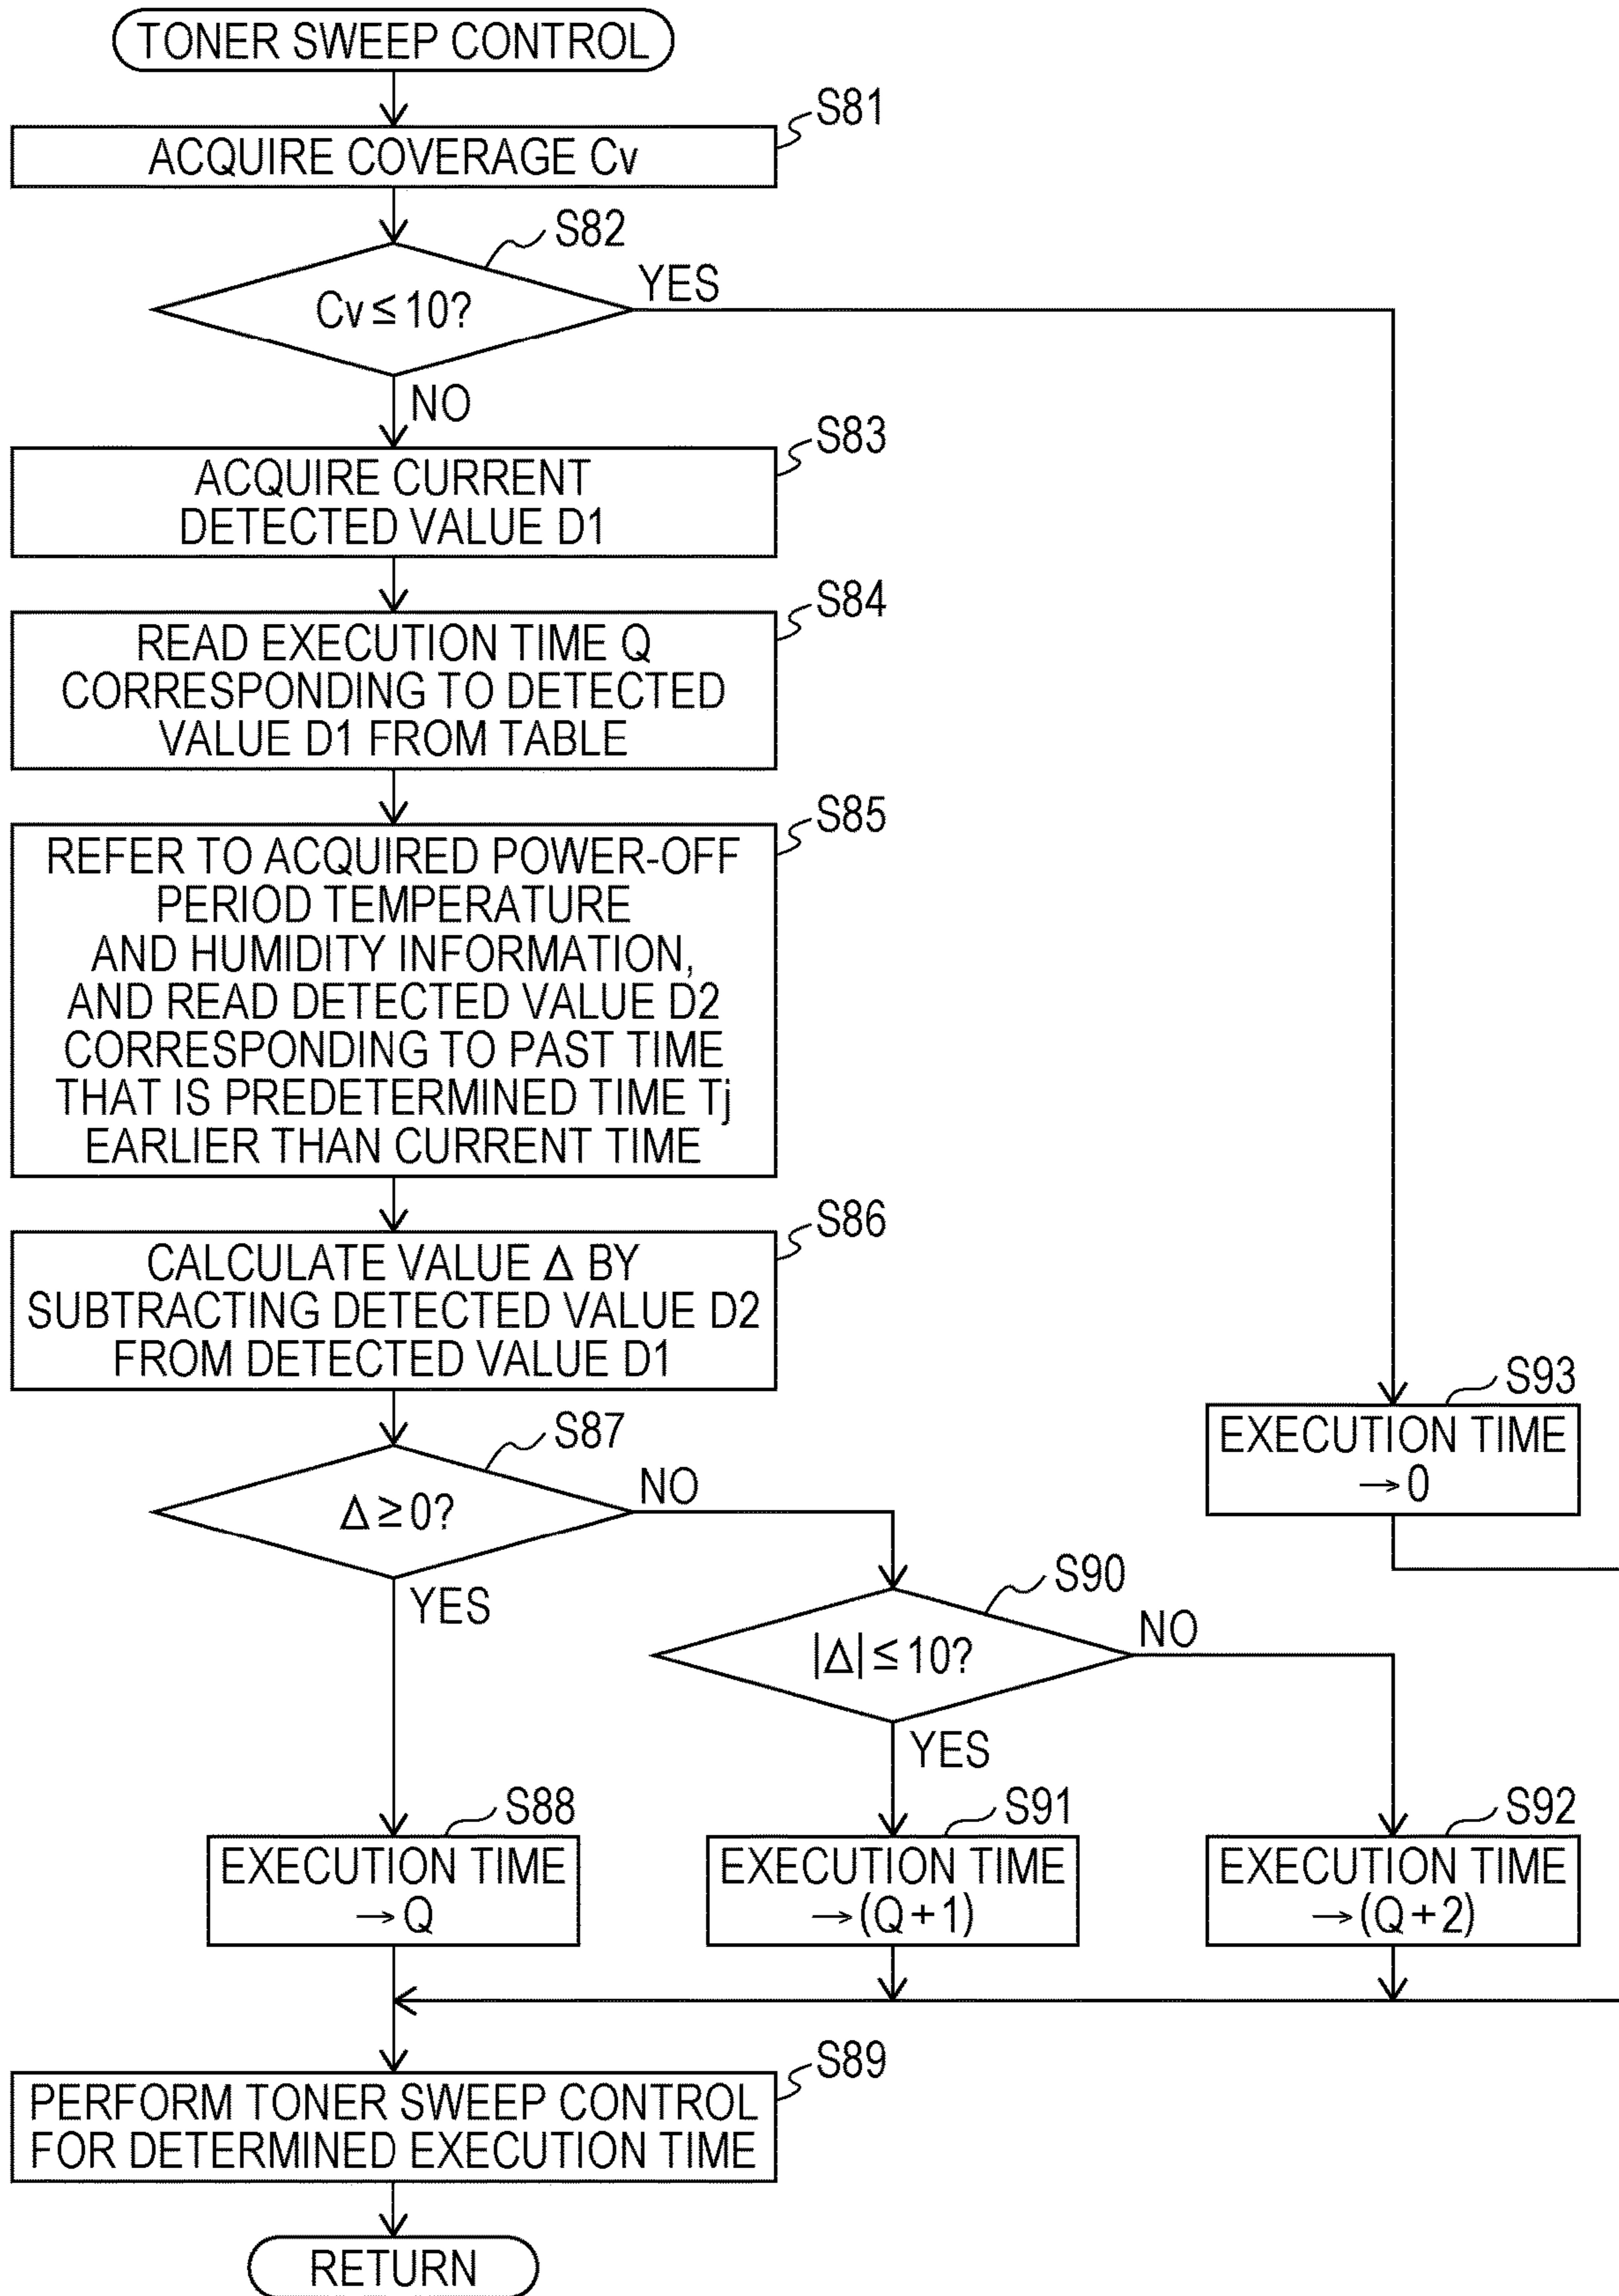 TONER SWEEP CONTROL
S81
ACQUIRE COVERAGE Cv
S82
Cv ≤ 10?
YES
NO
S83
ACQUIRE CURRENT
DETECTED VALUE D1
S84
READ EXECUTION TIME Q
CORRESPONDING TO DETECTED
VALUE D1 FROM TABLE
S85
REFER TO ACQUIRED POWER-OFF
PERIOD TEMPERATURE
AND HUMIDITY INFORMATION,
AND READ DETECTED VALUE D2
CORRESPONDING TO PAST TIME
THAT IS PREDETERMINED TIME Tj
EARLIER THAN CURRENT TIME
S86
CALCULATE VALUE Δ BY
SUBTRACTING DETECTED VALUE D2
FROM DETECTED VALUE D1
S93
EXECUTION TIME
→ 0
S87
Δ ≥ 0?
NO
YES
S90
|Δ| ≤ 10?
NO
YES
S88
EXECUTION TIME
→ Q
S91
EXECUTION TIME
→ (Q + 1)
S92
EXECUTION TIME
→ (Q + 2)
S89
PERFORM TONER SWEEP CONTROL
FOR DETERMINED EXECUTION TIME
RETURN